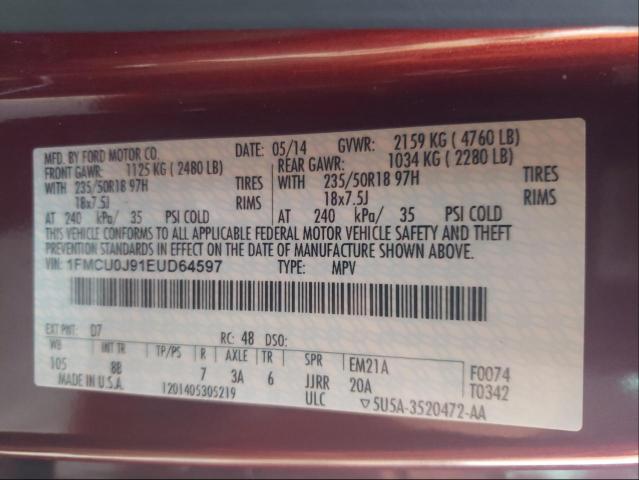 MFD. BY FORD MOTOR CO. DATE: 05/14 GVWR: 2159 KG ( 4760 LB)
FRONT GAWR: 1125 KG ( 2480 LB) REAR GAWR: 1034 KG ( 2280 LB)
WITH 235/50R18 97H TIRES WITH 235/50R18 97H TIRES
18x7.5J RIMS 18x7.5J RIMS
AT 240 kPa/ 35 PSI COLD AT 240 kPa/ 35 PSI COLD
THIS VEHICLE CONFORMS TO ALL APPLICABLE FEDERAL MOTOR VEHICLE SAFETY AND THEFT
PREVENTION STANDARDS IN EFFECT ON THE DATE OF MANUFACTURE SHOWN ABOVE.
VIN: 1FMCU0J91EUD64597 TYPE: MPV
EXT PNT: D7 RC: 48 DSO:
WB INT TR TP/PS R AXLE TR SPR EM21A F0074
105 88 7 3A 6 JJRR 20A T0342
MADE IN U.S.A. 1201405305219 ULC ▽5U5A-3520472-AA